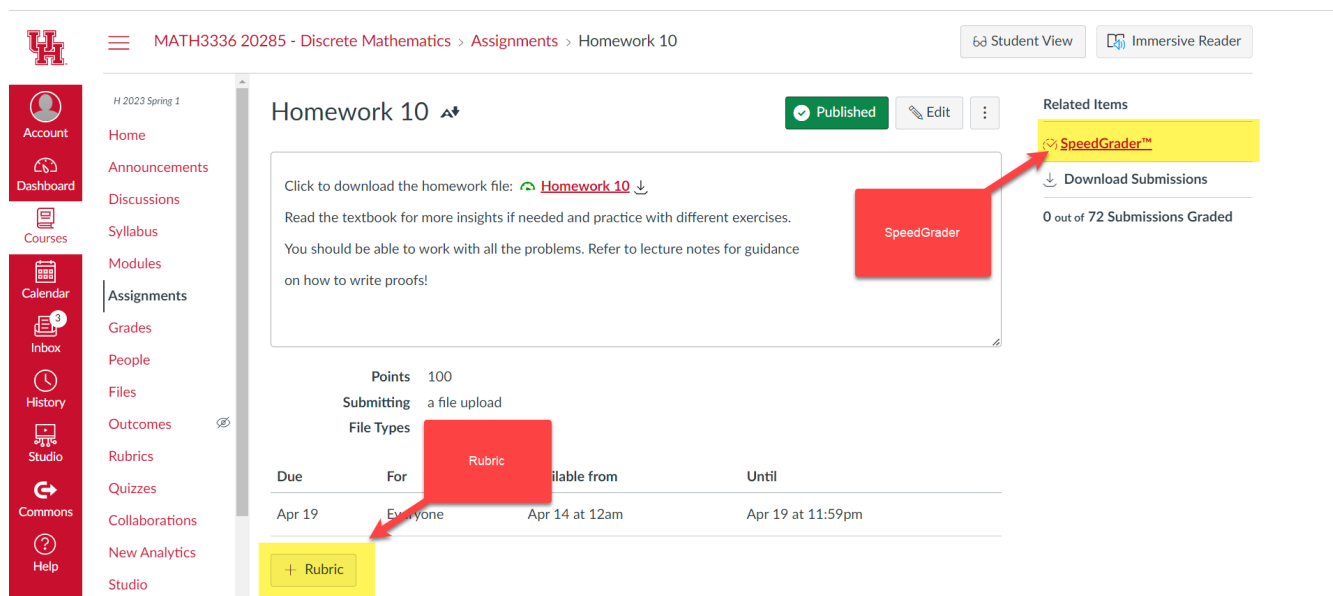 MATH3336 20285 - Discrete Mathematics > Assignments > Homework 10
Student View
Immersive Reader
Account
Dashboard
Courses
Calendar
3
Inbox
History
Studio
Commons
Help
H 2023 Spring 1
Home
Announcements
Discussions
Syllabus
Modules
Assignments
Grades
People
Files
Outcomes
Rubrics
Quizzes
Collaborations
New Analytics
Studio
Homework 10
Published
Edit
Click to download the homework file: Homework 10
Read the textbook for more insights if needed and practice with different exercises.
You should be able to work with all the problems. Refer to lecture notes for guidance
on how to write proofs!
Points 100
Submitting a file upload
File Types
Rubric
Due For ilable from Until
Apr 19 Everyone Apr 14 at 12am Apr 19 at 11:59pm
+ Rubric
SpeedGrader
Related Items
SpeedGrader™
Download Submissions
0 out of 72 Submissions Graded